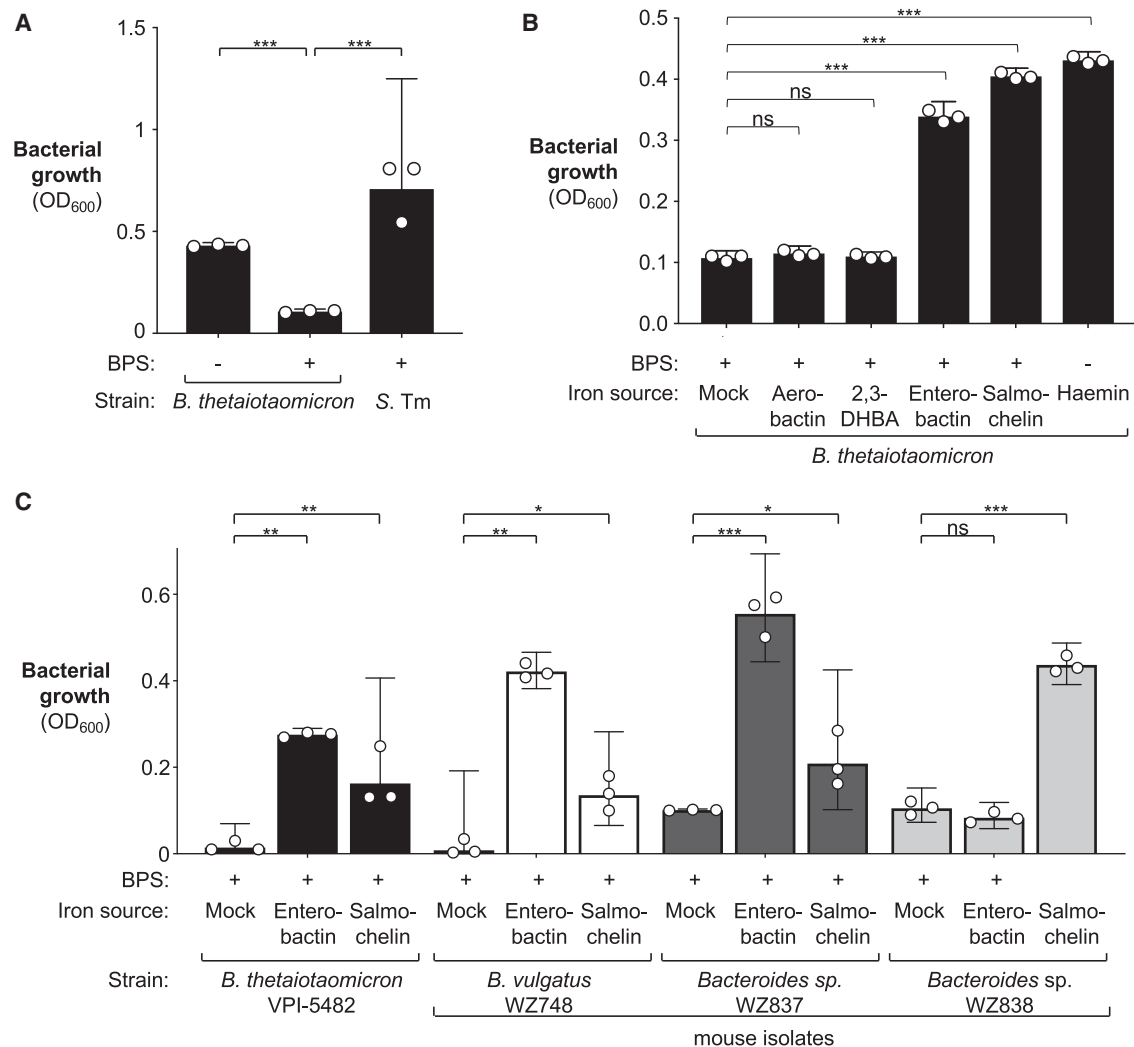 A
1.5
1
0.5
0
Bacterial
growth
(OD600)
*** ***
BPS: - + +
Strain: B. thetaiotaomicron S. Tm
B
0.5
0.4
0.3
0.2
0.1
0.0
Bacterial
growth
(OD600)
***
***
***
ns
ns
BPS: + + + + + -
Iron source: Mock Aero- 2,3- Entero- Salmo- Haemin
bactin DHBA bactin chelin
B. thetaiotaomicron
C
0.6
0.4
0.2
0
Bacterial
growth
(OD600)
** * * ***
** ** *** ns
BPS: + + + + + + + + + + +
Iron source: Mock Entero- Salmo- Mock Entero- Salmo- Mock Entero- Salmo- Mock Entero- Salmo-
bactin chelin bactin chelin bactin chelin bactin chelin
Strain: B. thetaiotaomicron B. vulgatus Bacteroides sp. Bacteroides sp.
VPI-5482 WZ748 WZ837 WZ838
mouse isolates